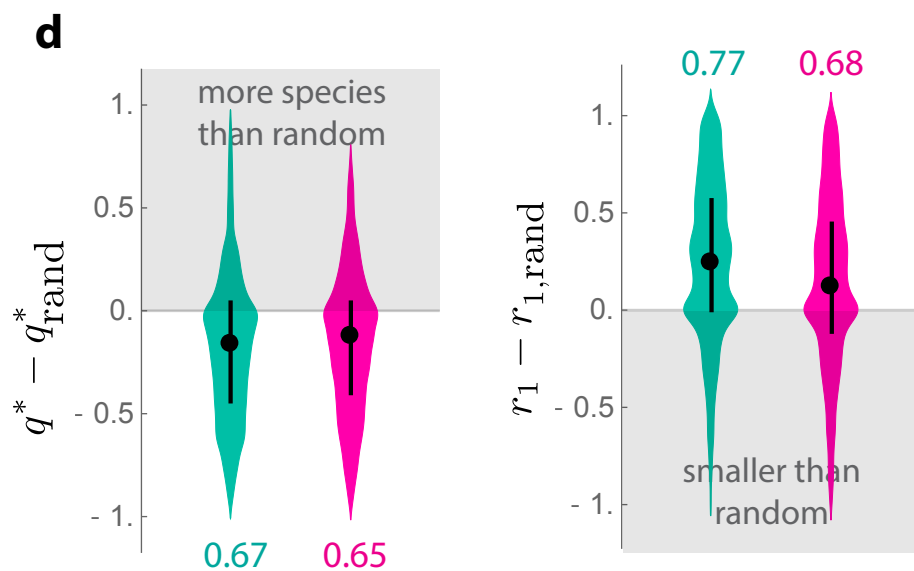 d
more species
than random
1.
0.5
0.
- 0.5
- 1.
q* − q*rand
0.67
0.65
0.77
0.68
1.
0.5
0.
- 0.5
- 1.
r1 − r1,rand
smaller than
random